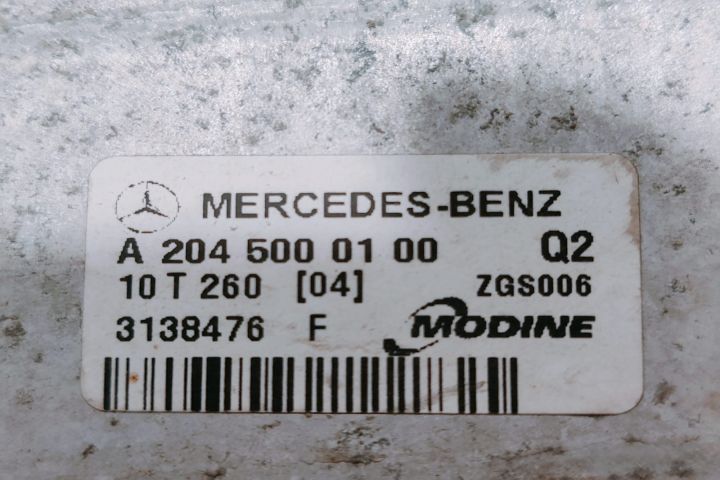 MERCEDES-BENZ
A 204 500 01 00 Q2
10 T 260 [04] ZGS006
3138476 F MODINE